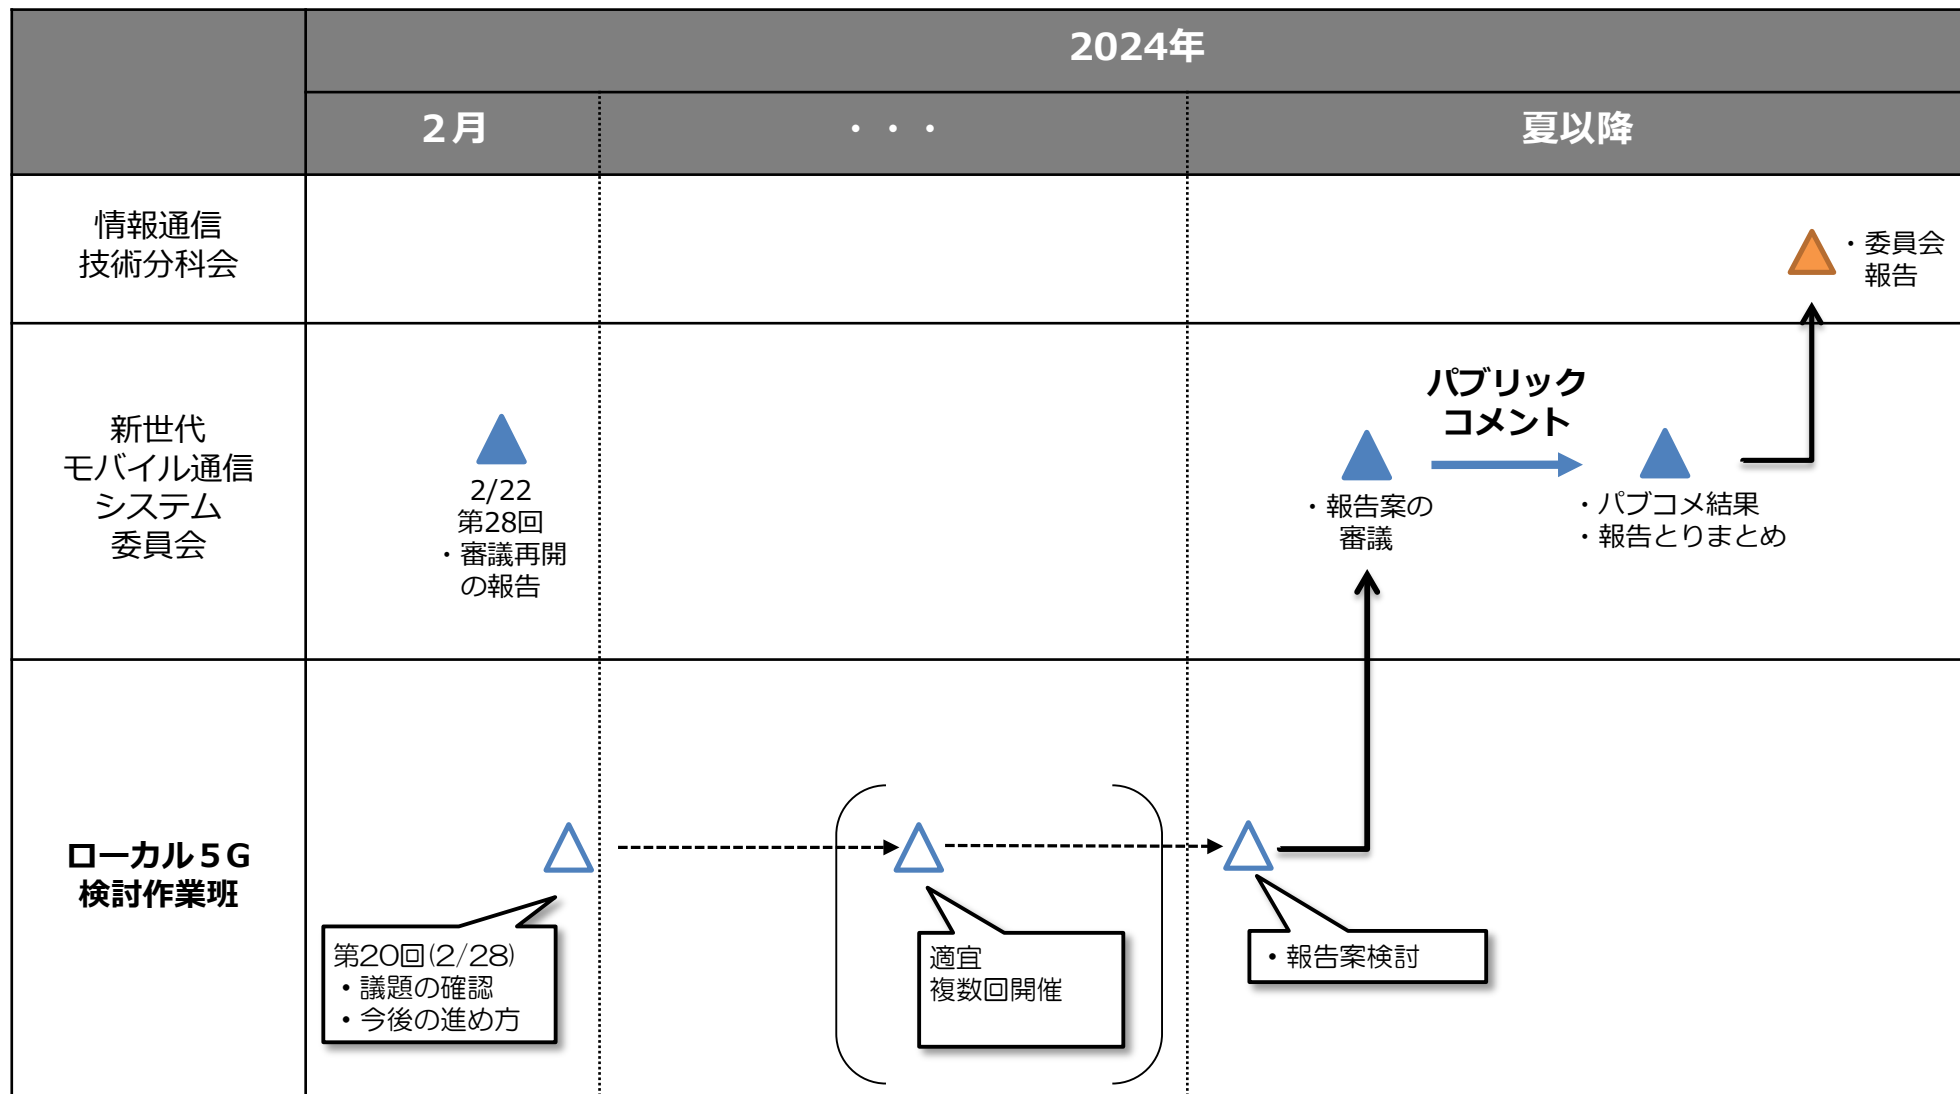 2024年
２月
・・・
夏以降
情報通信
技術分科会
・委員会
報告
新世代
モバイル通信
システム
委員会
2/22
第28回
・審議再開
の報告
パブリック
コメント
・報告案の
審議
・パブコメ結果
・報告とりまとめ
ローカル５G
検討作業班
第20回(2/28)
・議題の確認
・今後の進め方
適宜
複数回開催
・報告案検討